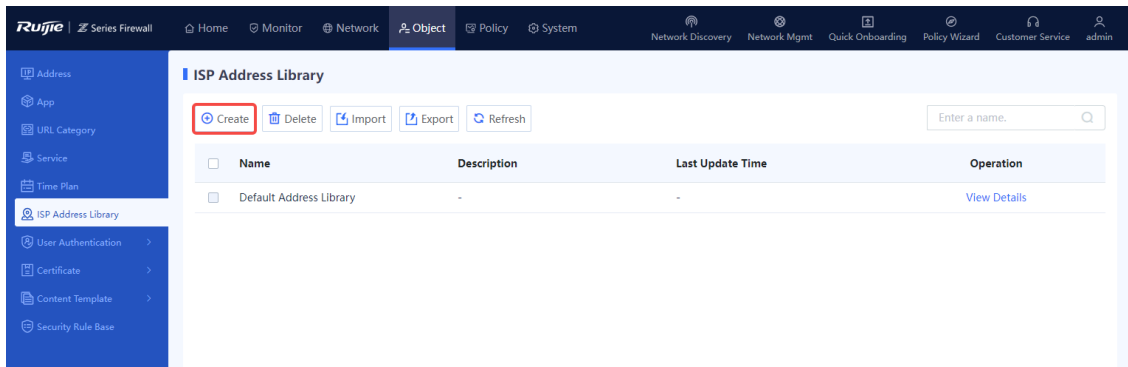 Ruijie | Z Series Firewall
Home
Monitor
Network
Object
Policy
System
Network Discovery
Network Mgmt
Quick Onboarding
Policy Wizard
Customer Service
admin
Address
App
URL Category
Service
Time Plan
ISP Address Library
User Authentication
Certificate
Content Template
Security Rule Base
ISP Address Library
Create
Delete
Import
Export
Refresh
Enter a name.
Name Description Last Update Time Operation
Default Address Library - - View Details